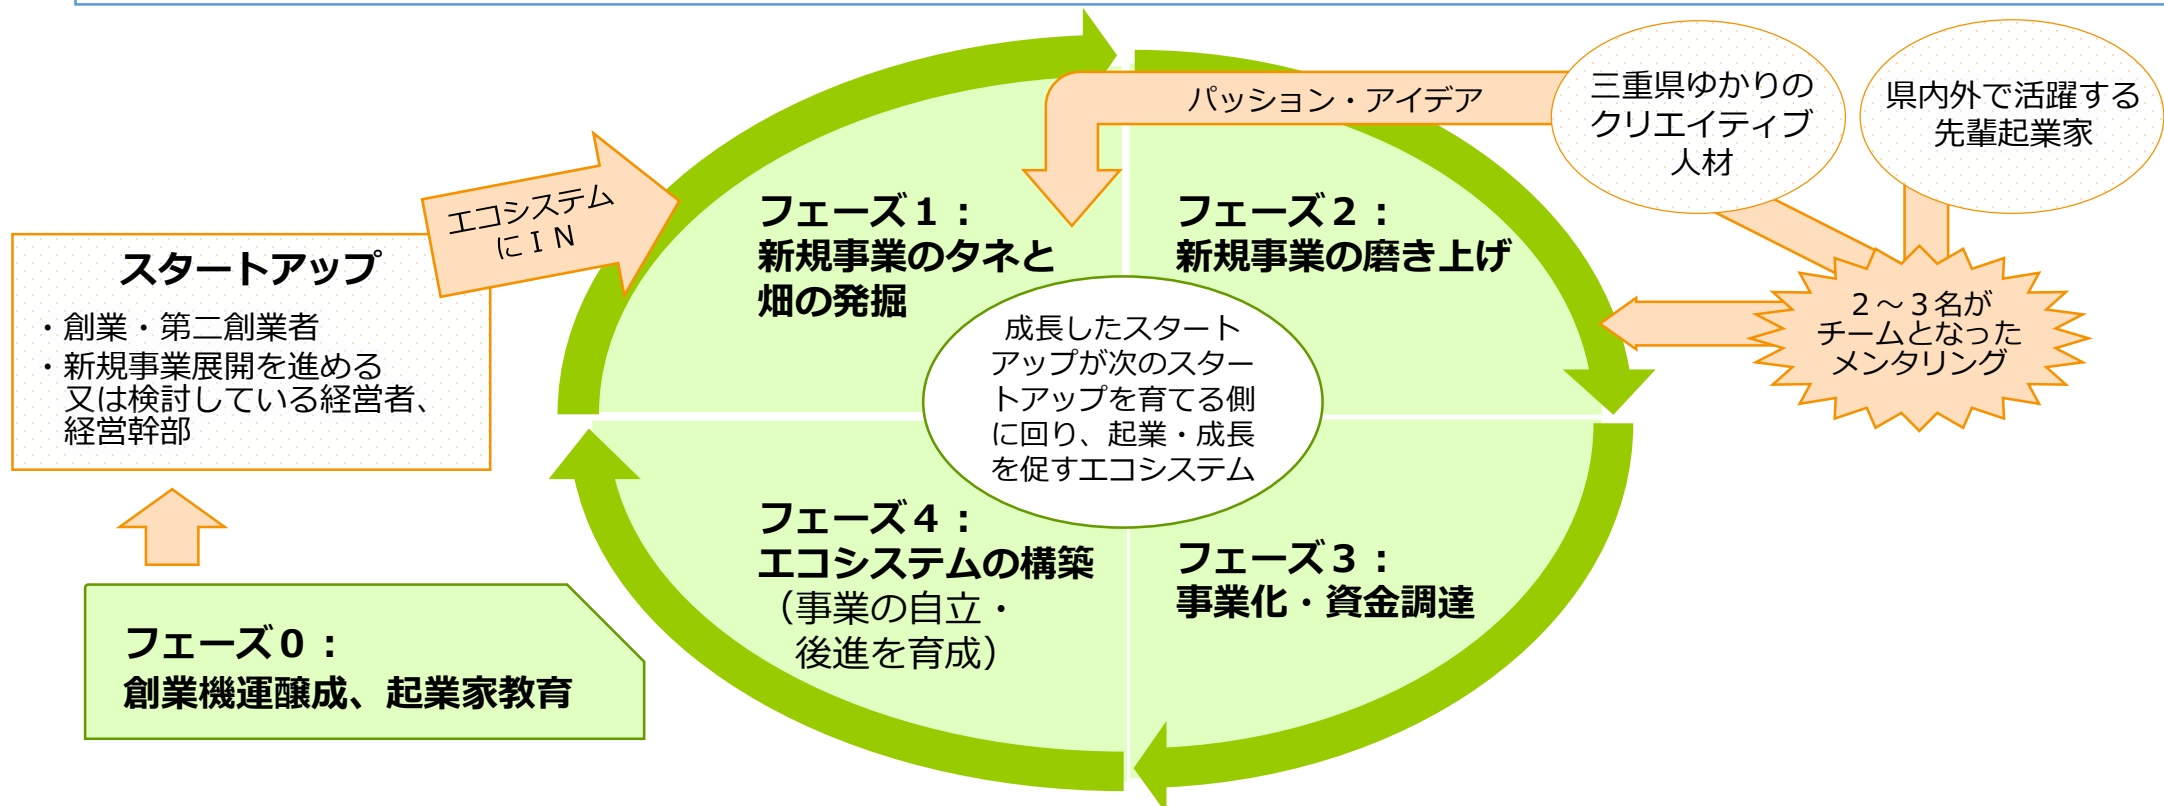 パッション・アイデア
三重県ゆかりの
クリエイティブ
人材
県内外で活躍する
先輩起業家
エコシステム
にＩＮ
スタートアップ
・創業・第二創業者
・新規事業展開を進める
又は検討している経営者、
経営幹部
フェーズ１：
新規事業のタネと
畑の発掘
フェーズ２：
新規事業の磨き上げ
２～３名が
チームとなった
メンタリング
成長したスタート
アップが次のスター
トアップを育てる側
に回り、起業・成長
を促すエコシステム
フェーズ４：
エコシステムの構築
（事業の自立・
後進を育成）
フェーズ３：
事業化・資金調達
フェーズ０：
創業機運醸成、起業家教育